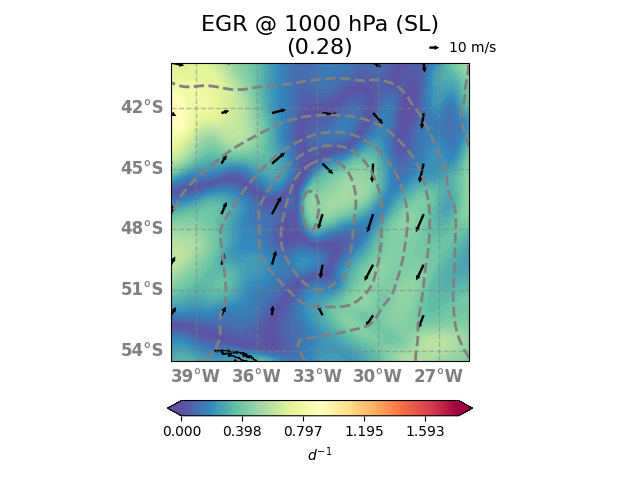 EGR @ 1000 hPa (SL)
(0.28)
10 m/s
42°S
45°S
48°S
51°S
54°S
39°W 36°W 33°W 30°W 27°W
0.000 0.398 0.797 1.195 1.593
d⁻¹